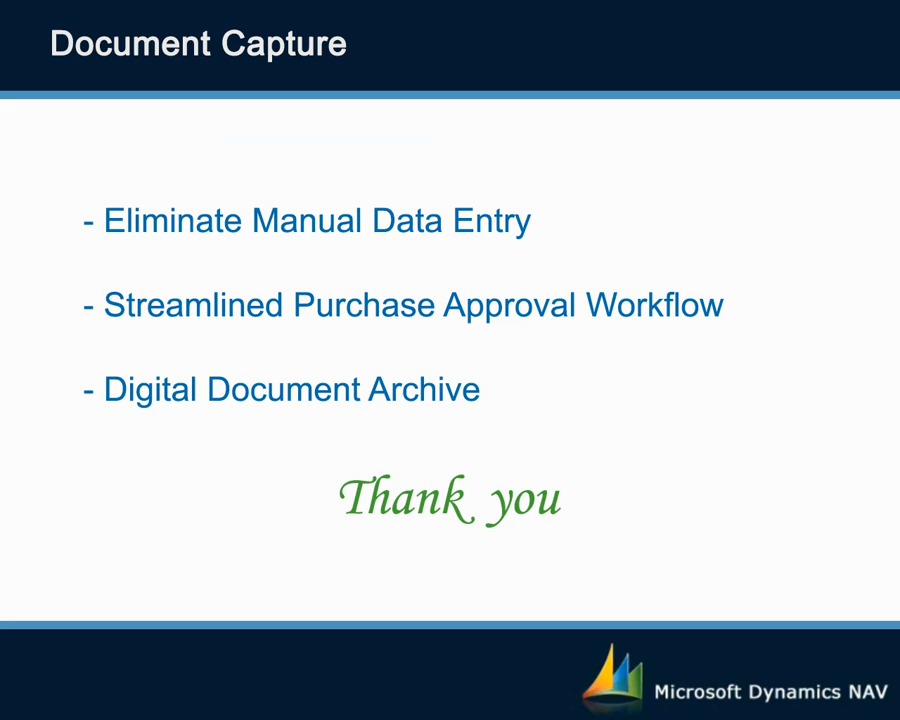 Document Capture
- Eliminate Manual Data Entry
- Streamlined Purchase Approval Workflow
- Digital Document Archive
Thank you
Microsoft Dynamics NAV